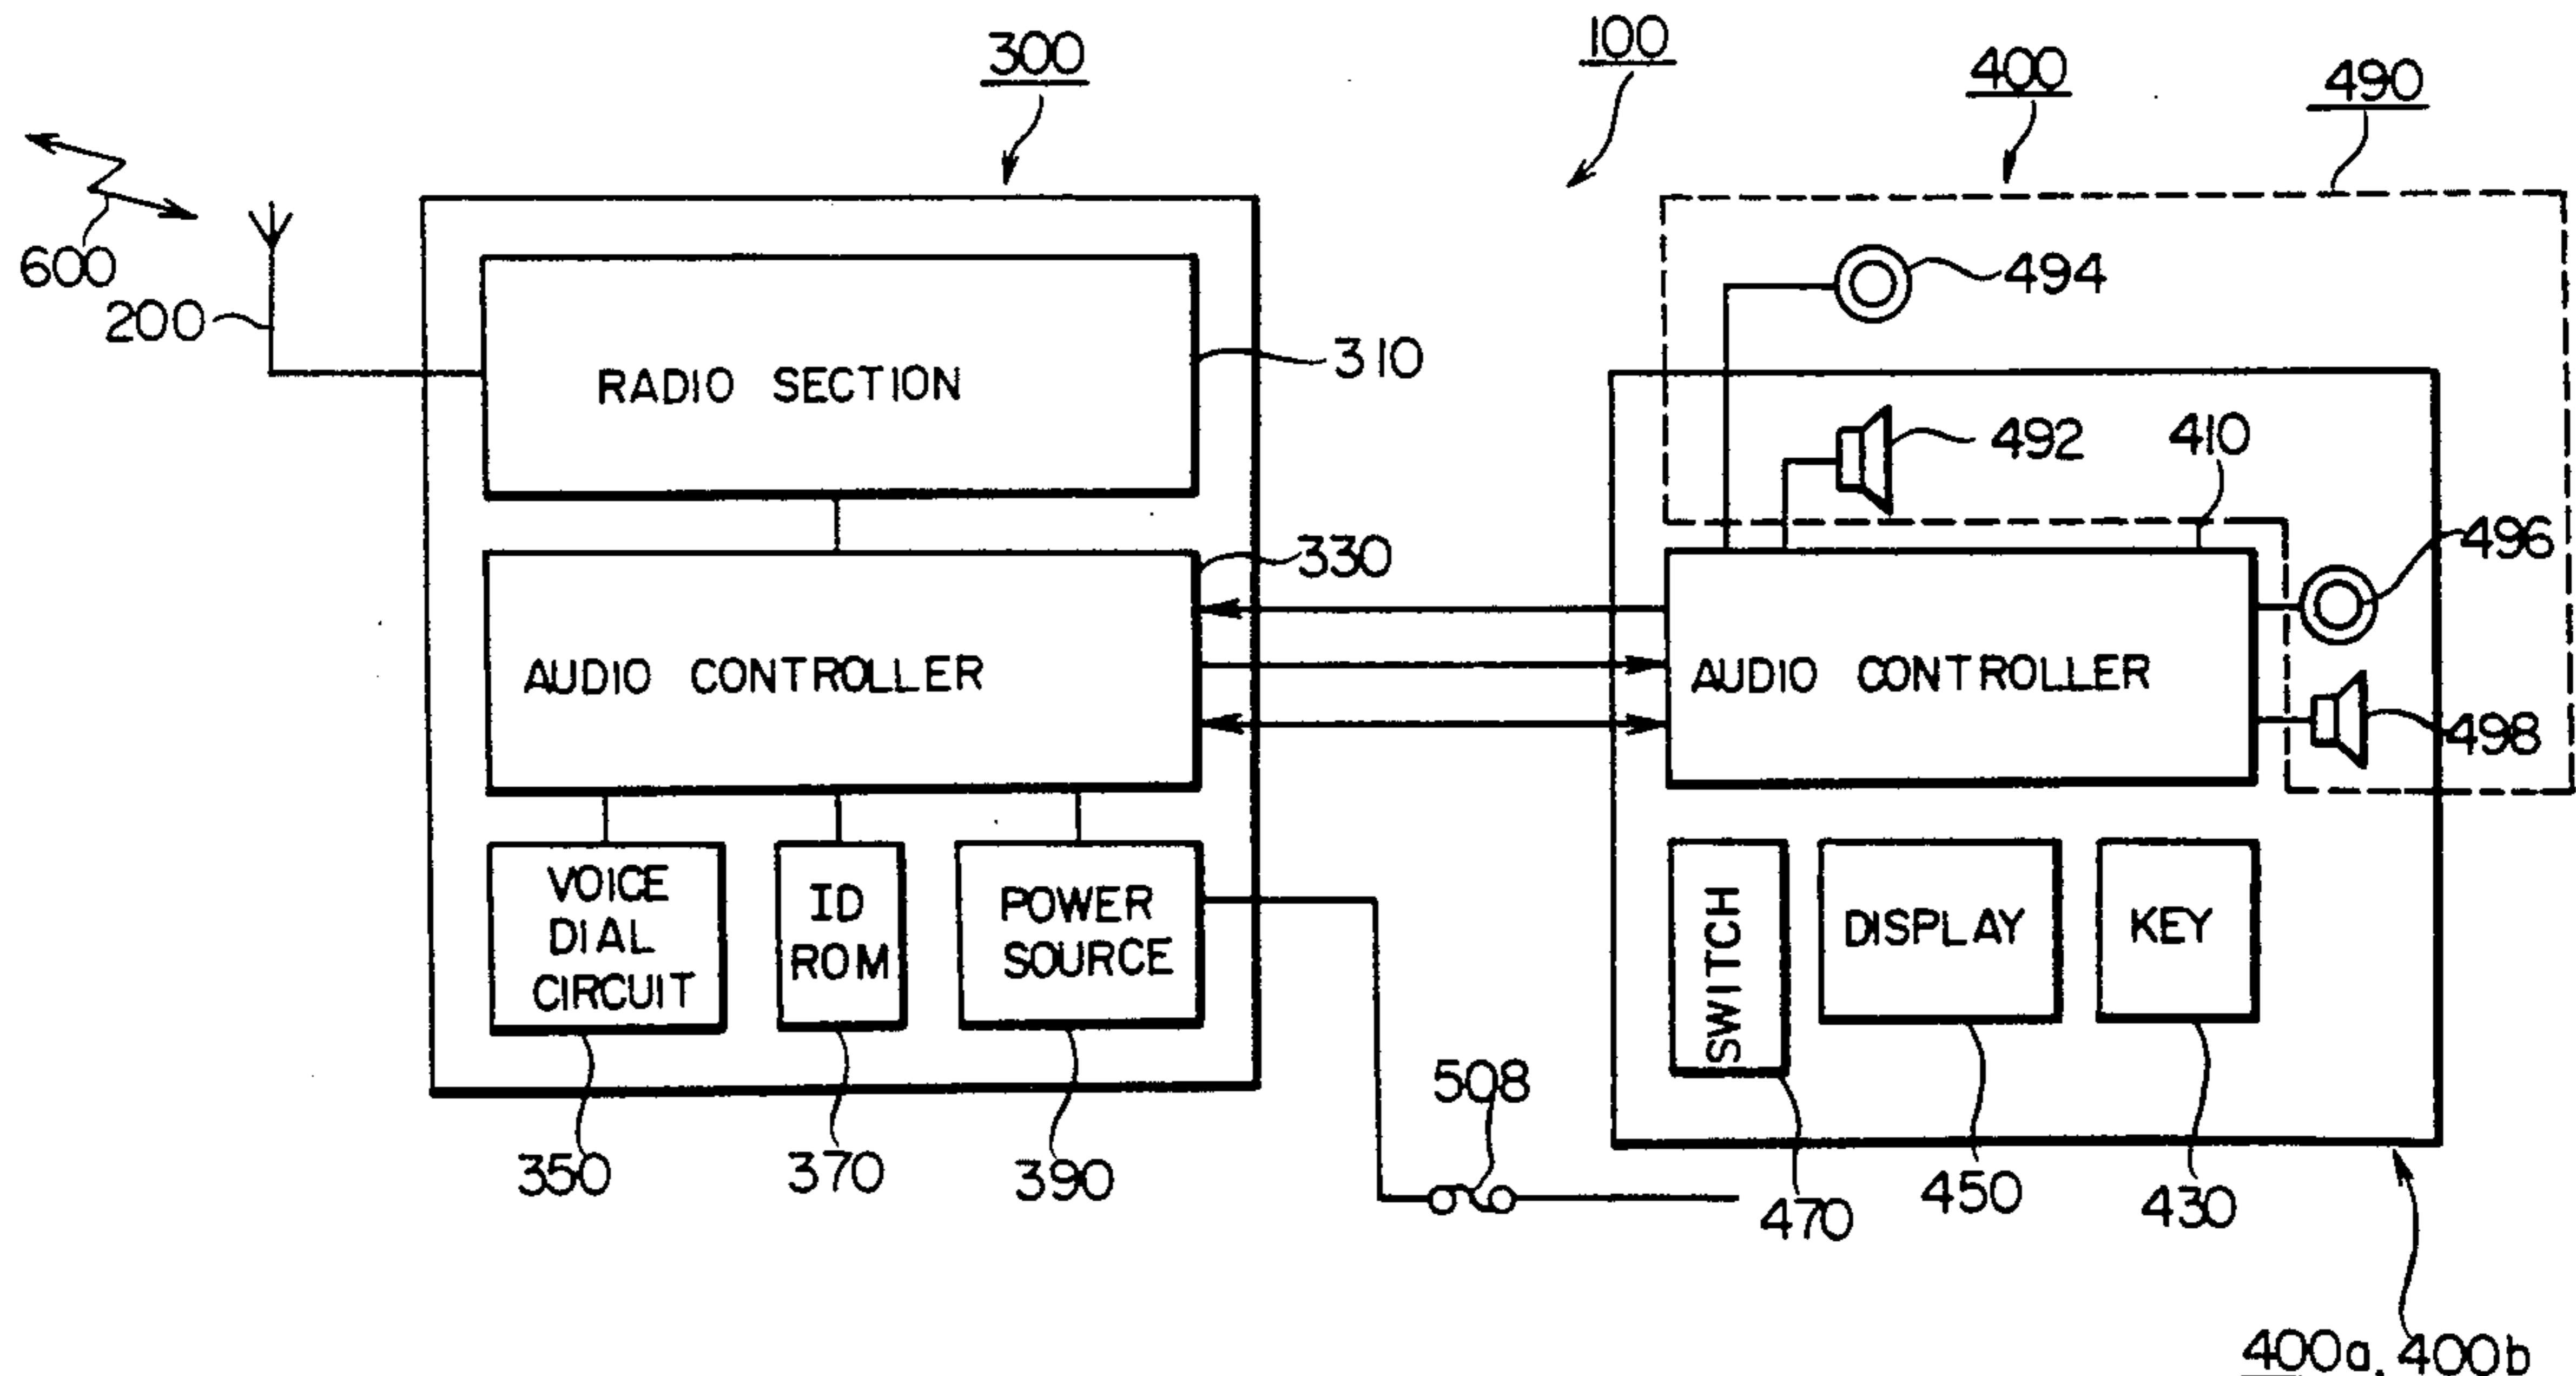 100
300
400
490
600
494
200
310
RADIO SECTION
492
410
330
496
AUDIO CONTROLLER
AUDIO CONTROLLER
498
VOICE
DIAL
CIRCUIT
ID
ROM
POWER
SOURCE
SWITCH
DISPLAY
KEY
508
350
370
390
470
450
430
400a, 400b